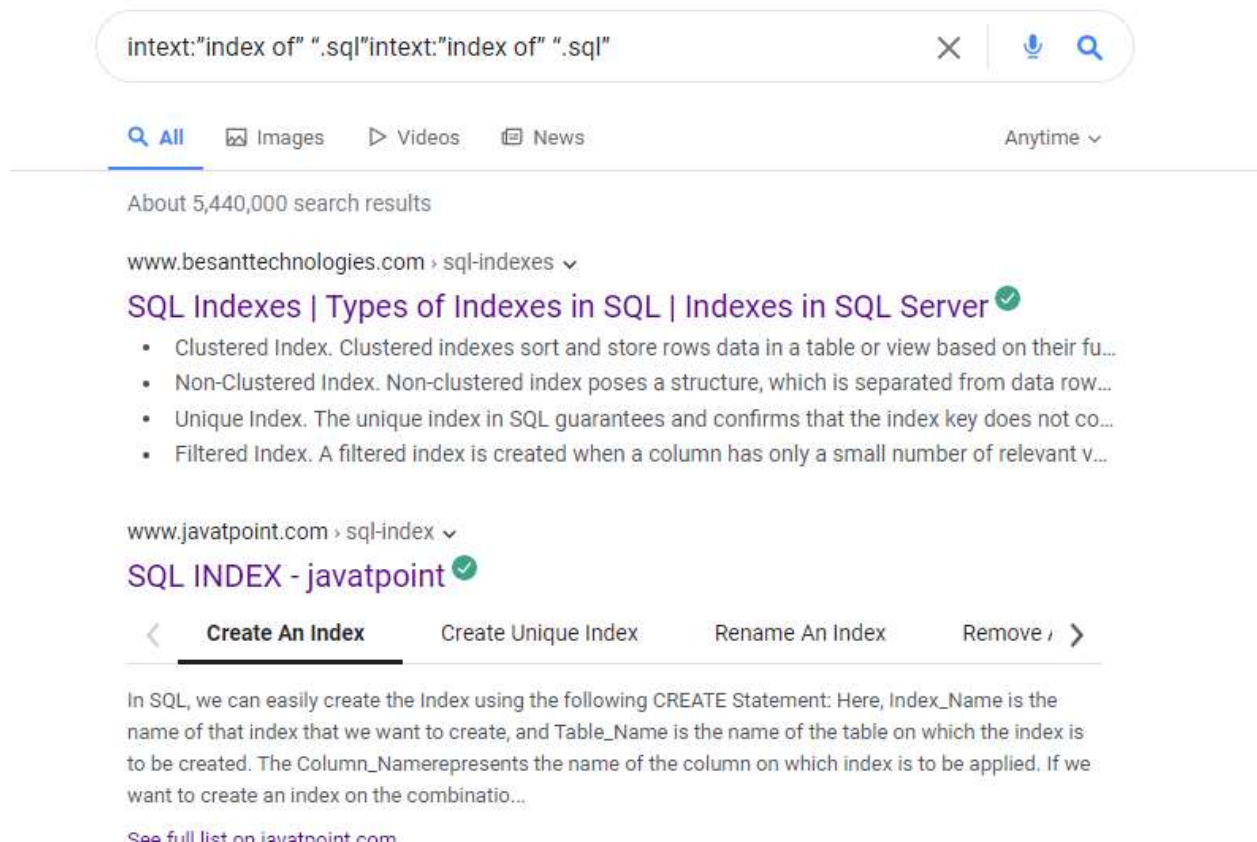 intext:”index of” “.sql”intext:”index of” “.sql”
All Images Videos News Anytime
About 5,440,000 search results
www.besanttechnologies.com › sql-indexes
SQL Indexes | Types of Indexes in SQL | Indexes in SQL Server
• Clustered Index. Clustered indexes sort and store rows data in a table or view based on their fu...
• Non-Clustered Index. Non-clustered index poses a structure, which is separated from data row...
• Unique Index. The unique index in SQL guarantees and confirms that the index key does not co...
• Filtered Index. A filtered index is created when a column has only a small number of relevant v...
www.javatpoint.com › sql-index
SQL INDEX - javatpoint
Create An Index Create Unique Index Rename An Index Remove
In SQL, we can easily create the Index using the following CREATE Statement: Here, Index_Name is the
name of that index that we want to create, and Table_Name is the name of the table on which the index is
to be created. The Column_Namerepresents the name of the column on which index is to be applied. If we
want to create an index on the combinatio...
See full list on javatpoint.com